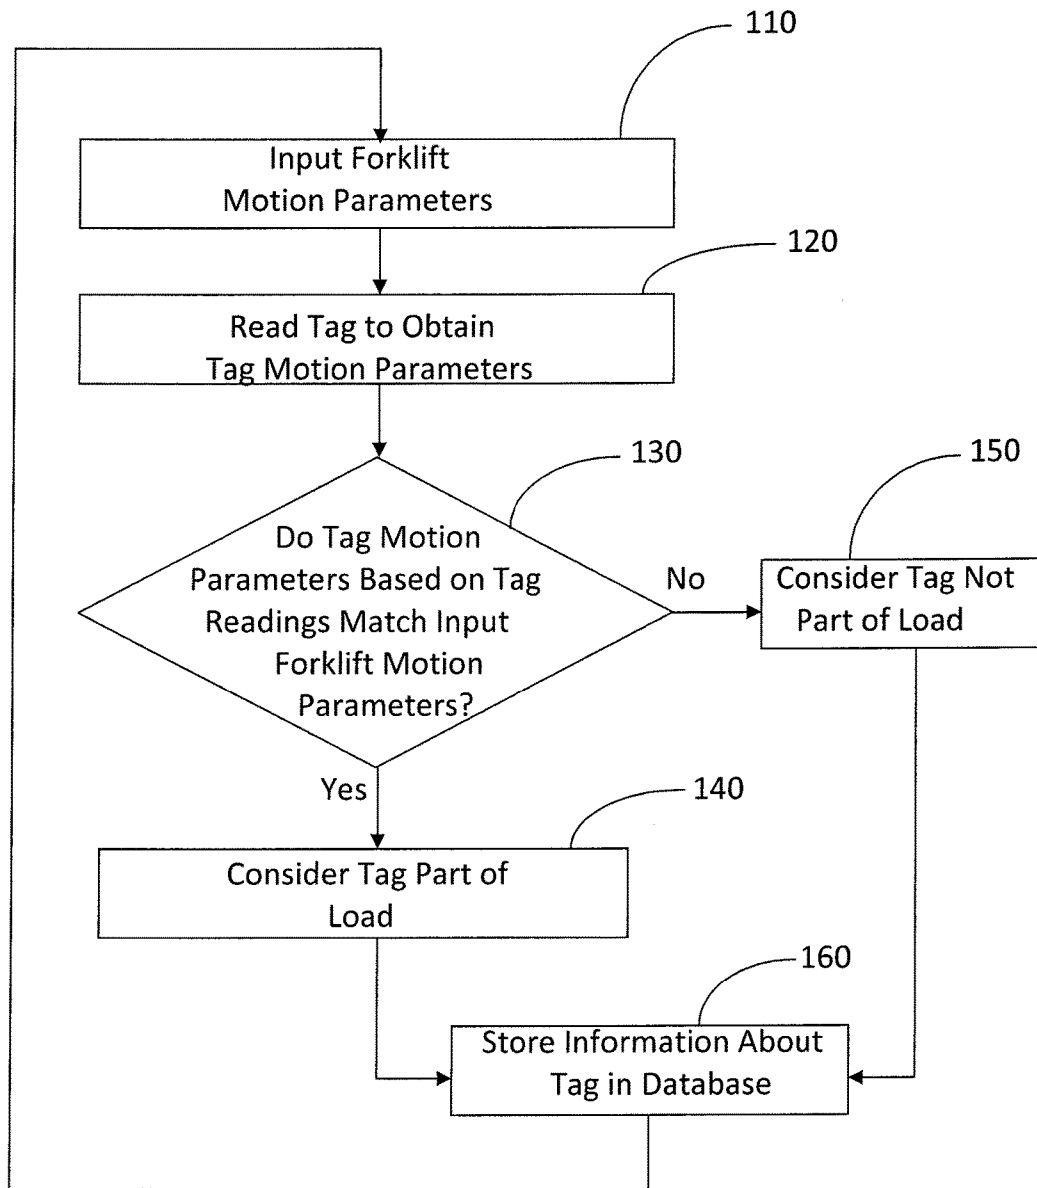 110
Input Forklift
Motion Parameters
120
Read Tag to Obtain
Tag Motion Parameters
130
Do Tag Motion
Parameters Based on Tag
Readings Match Input
Forklift Motion
Parameters?
No
150
Consider Tag Not
Part of Load
Yes
140
Consider Tag Part of
Load
160
Store Information About
Tag in Database